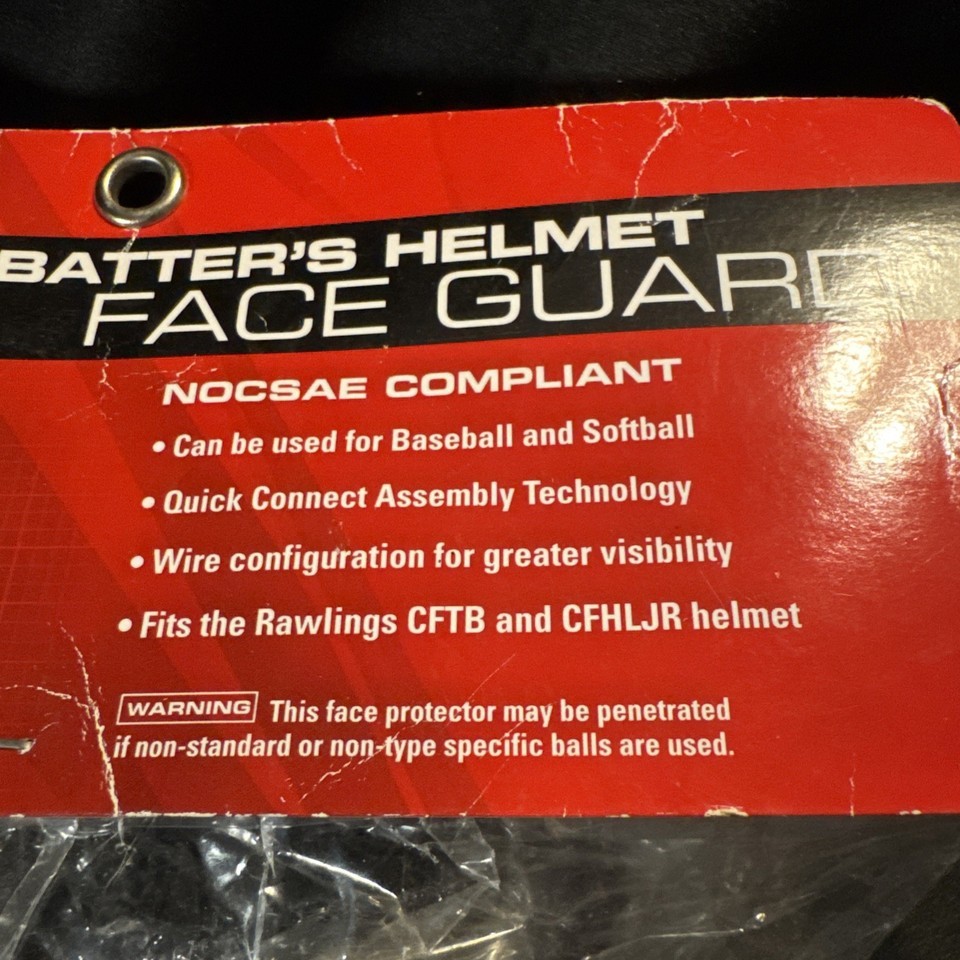 BATTER'S HELMET
FACE GUARD
NOCSAE COMPLIANT
• Can be used for Baseball and Softball
• Quick Connect Assembly Technology
• Wire configuration for greater visibility
• Fits the Rawlings CFTB and CFHLJR helmet
WARNING This face protector may be penetrated
if non-standard or non-type specific balls are used.